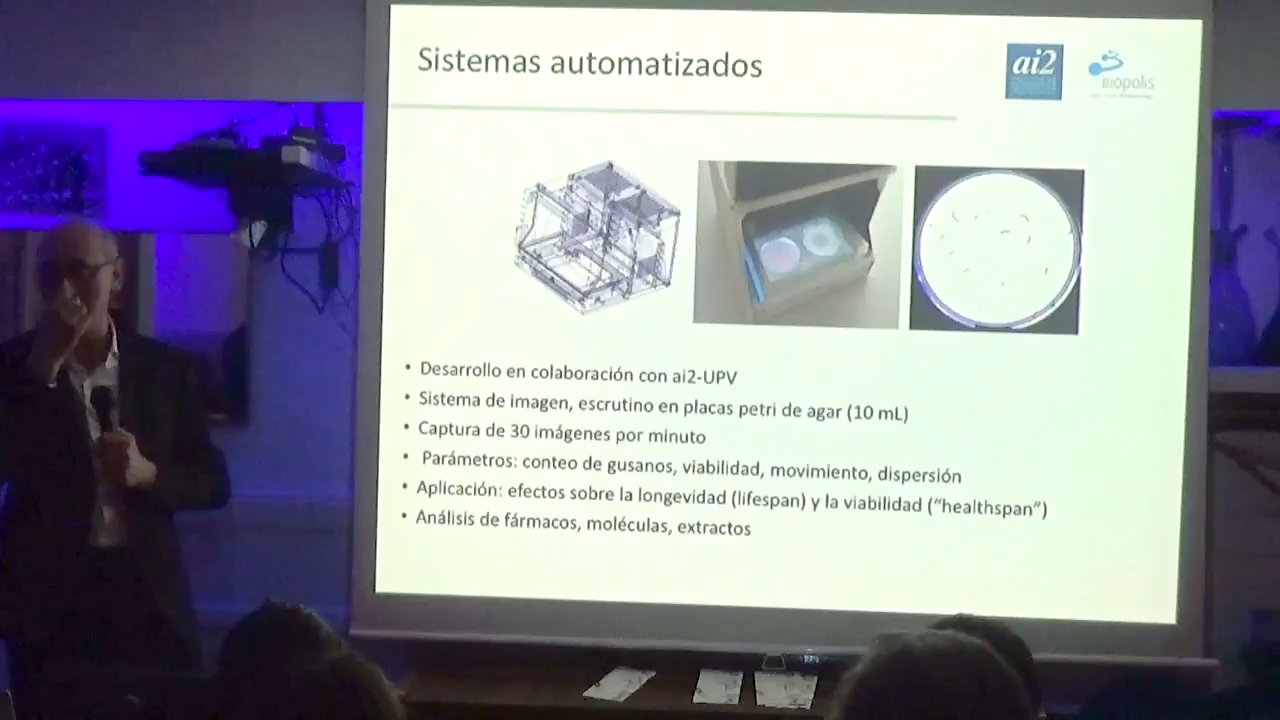 Sistemas automatizados
ai2
BIOPOLIS
• Desarrollo en colaboración con ai2-UPV
• Sistema de imagen, escrutino en placas petri de agar (10 mL)
• Captura de 30 imágenes por minuto
• Parámetros: conteo de gusanos, viabilidad, movimiento, dispersión
• Aplicación: efectos sobre la longevidad (lifespan) y la viabilidad (“healthspan”)
• Análisis de fármacos, moléculas, extractos